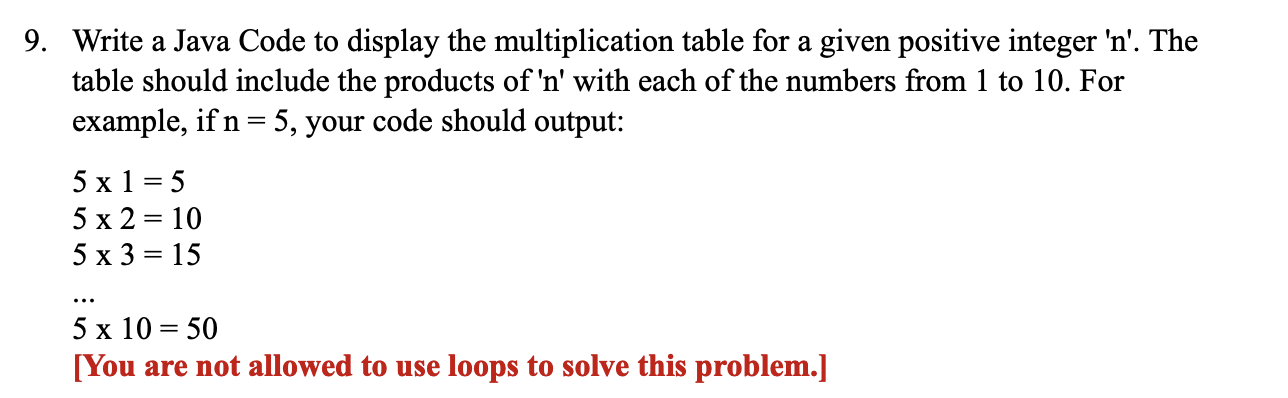 9. Write a Java Code to display the multiplication table for a given positive integer 'n'. The
table should include the products of 'n' with each of the numbers from 1 to 10. For
example, if n = 5, your code should output:
5 x 1 = 5
5 x 2 = 10
5 x 3 = 15
...
5 x 10 = 50
[You are not allowed to use loops to solve this problem.]